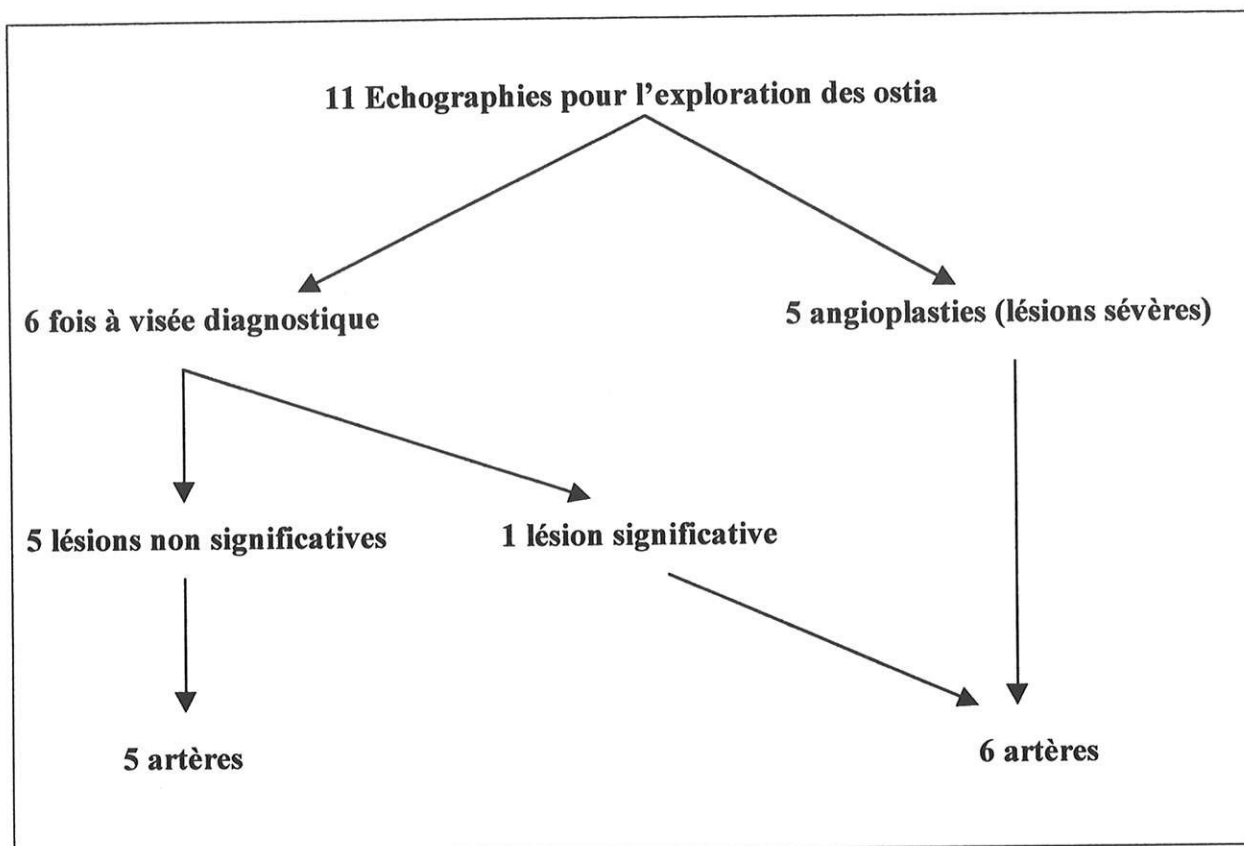 11 Echographies pour l'exploration des ostia
6 fois à visée diagnostique
5 angioplasties (lésions sévères)
5 lésions non significatives
1 lésion significative
5 artères
6 artères